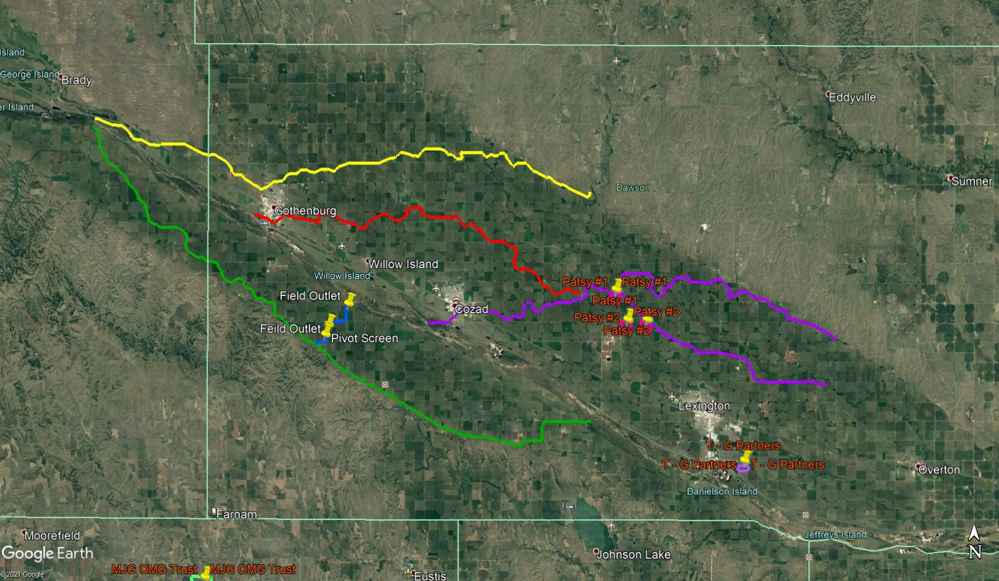 Island
George Island
Brady
er Island
Eddyville
Sumner
Dawson
Gothenburg
Willow Island
Willow Island
Patsy #1
Patsy #1
Field Outlet
Patsy #1
Cozad
Patsy #2
Patsy #2
Feild Outlet
Patsy #2
Pivot Screen
Lexington
T - G Partners
T - G Partners
T - G Partners
Overton
Danielson Island
Farnam
Moorefield
Jeffreys Island
Google Earth
Johnson Lake
N
MJG OMG Trust
MJG OMG Trust
©2021 Google
Eustis